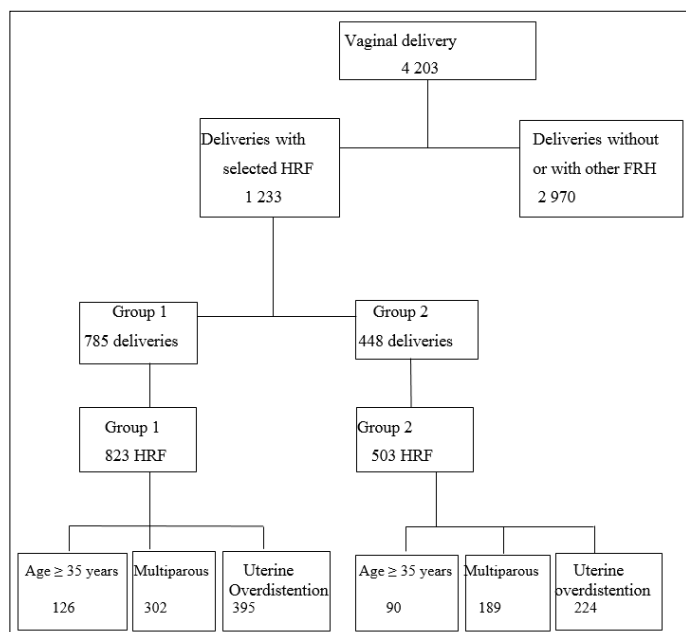 Vaginal delivery
4 203
Deliveries with
selected HRF
1 233
Deliveries without
or with other FRH
2 970
Group 1
785 deliveries
Group 2
448 deliveries
Group 1
823 HRF
Group 2
503 HRF
Age ≥ 35 years
126
Multiparous
302
Uterine
Overdistention
395
Age ≥ 35 years
90
Multiparous
189
Uterine
overdistention
224